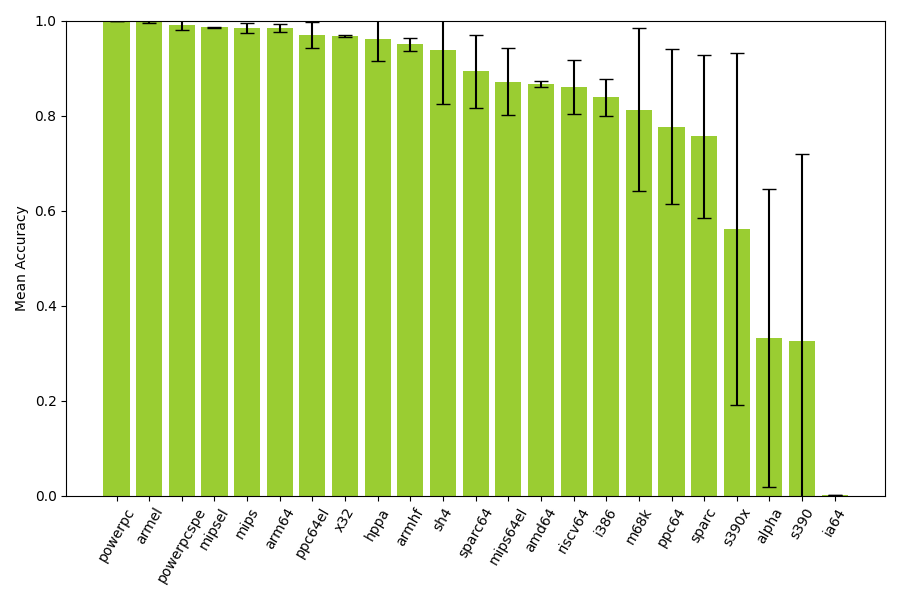 1.0
0.8
0.6
0.4
0.2
0.0
Mean Accuracy
powerpc
armel
powerpcspe
mipsel
mips
arm64
ppc64el
x32
hppa
armhf
sh4
sparc64
mips64el
amd64
riscv64
i386
m68k
ppc64
sparc
s390x
alpha
s390
ia64